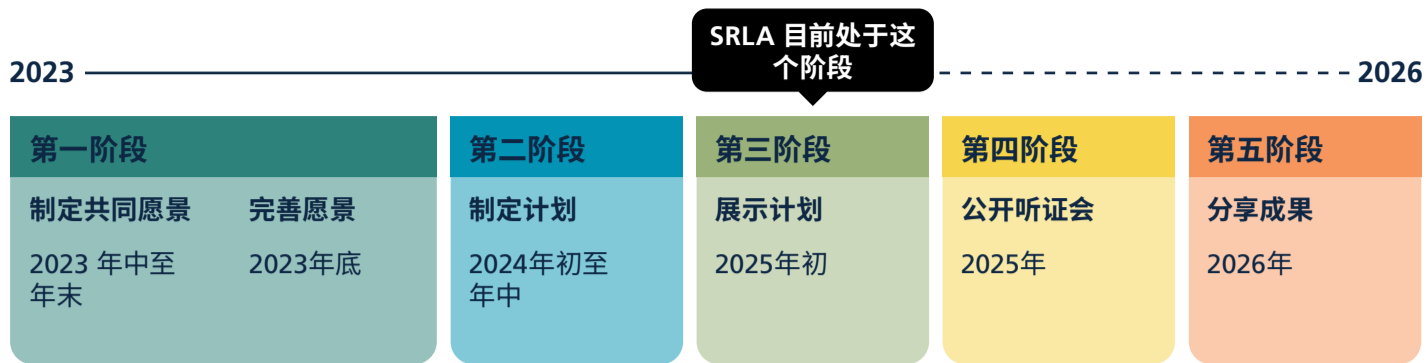 SRLA 目前处于这
个阶段
2023
2026
第一阶段
制定共同愿景
2023 年中至
年末
完善愿景
2023年底
第二阶段
制定计划
2024年初至
年中
第三阶段
展示计划
2025年初
第四阶段
公开听证会
2025年
第五阶段
分享成果
2026年